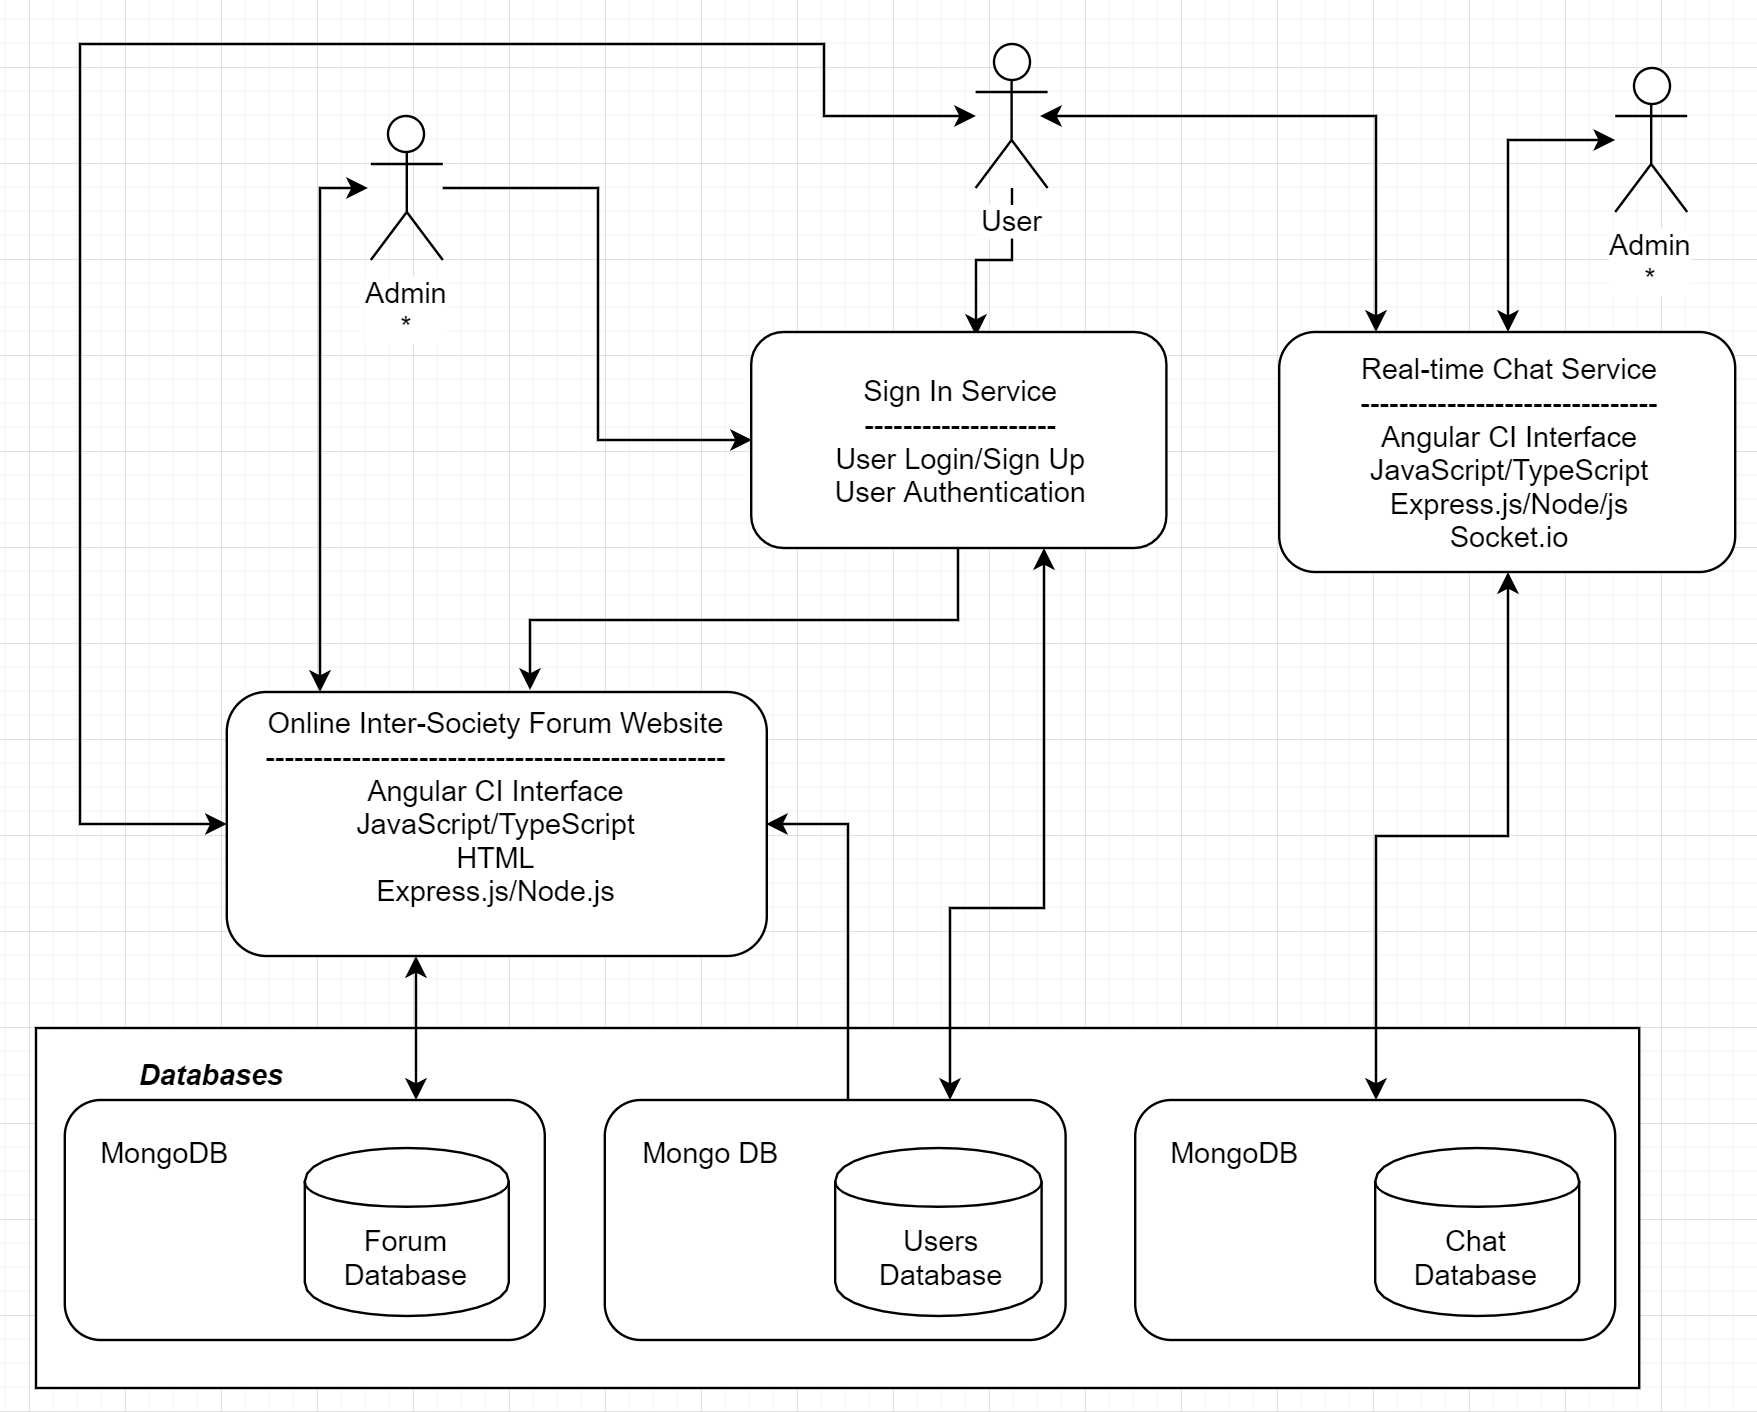 User
Admin
*
Admin
*
Sign In Service
--------------------
User Login/Sign Up
User Authentication
Real-time Chat Service
-------------------------------
Angular CI Interface
JavaScript/TypeScript
Express.js/Node/js
Socket.io
Online Inter-Society Forum Website
------------------------------------------------
Angular CI Interface
JavaScript/TypeScript
HTML
Express.js/Node.js
Databases
MongoDB
Forum
Database
Mongo DB
Users
Database
MongoDB
Chat
Database